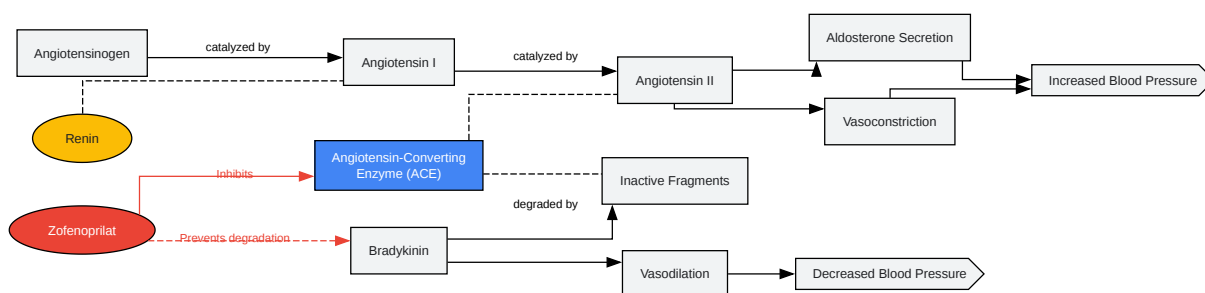 Aldosterone Secretion
Angiotensinogen
catalyzed by
Angiotensin I
catalyzed by
Angiotensin II
Increased Blood Pressure
Vasoconstriction
Renin
Angiotensin-Converting
Enzyme (ACE)
Inhibits
Inactive Fragments
degraded by
Zofenoprilat
Prevents degradation
Bradykinin
Vasodilation
Decreased Blood Pressure